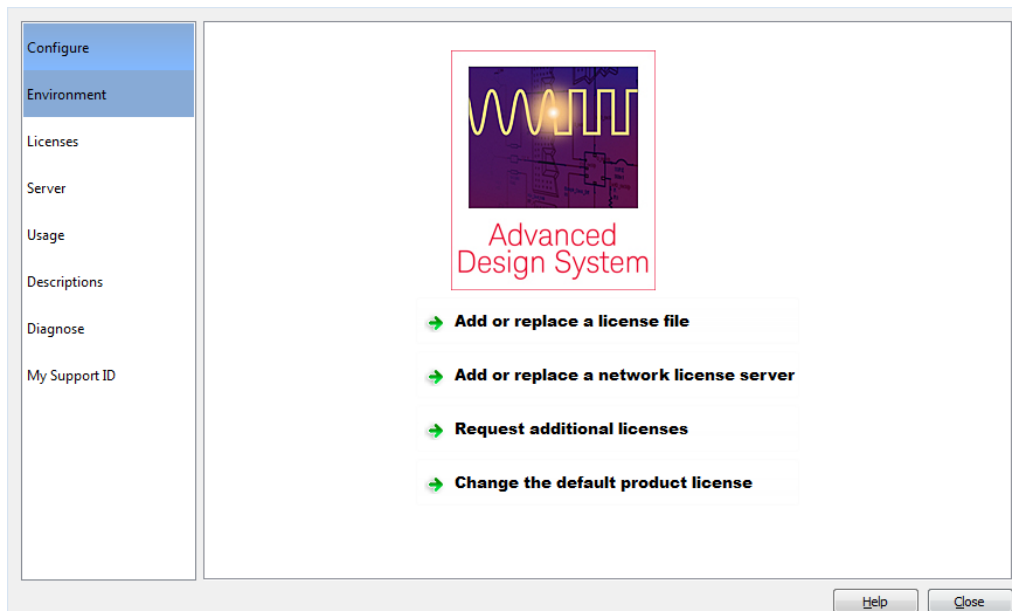 Configure
Environment
Licenses
Server
Usage
Descriptions
Diagnose
My Support ID
Advanced
Design System
Add or replace a license file
Add or replace a network license server
Request additional licenses
Change the default product license
Help
Close